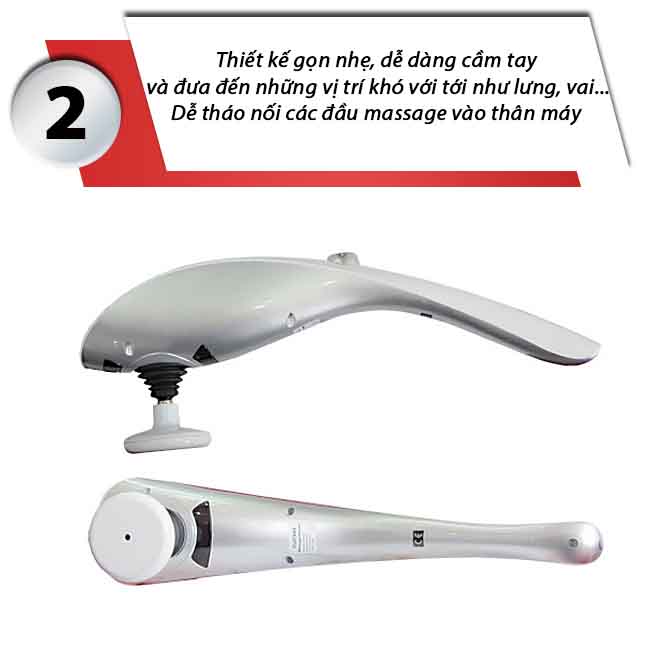 2
Thiết kế gọn nhẹ, dễ dàng cầm tay
và đưa đến những vị trí khó với tới như lưng, vai...
Dễ tháo nối các đầu massage vào thân máy
CE